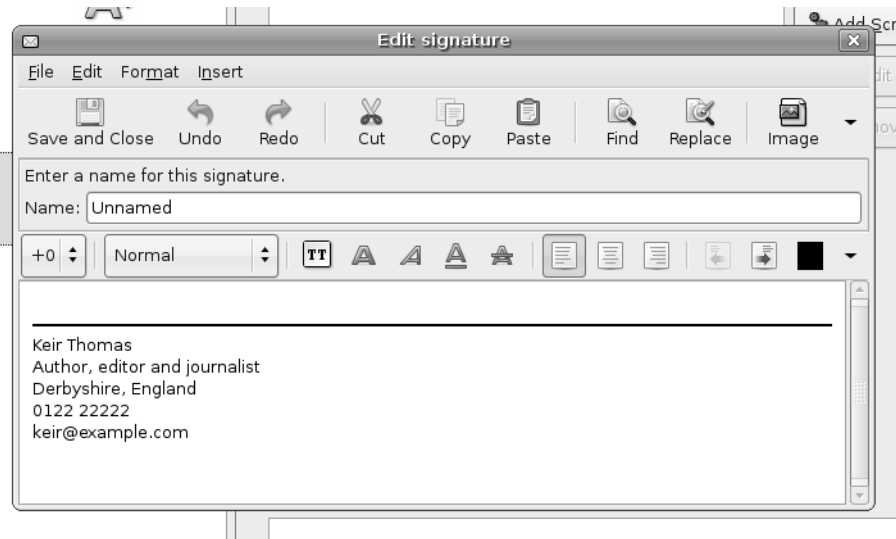 Add Scr
Edit signature
File Edit Format Insert
Save and Close Undo Redo Cut Copy Paste Find Replace Image
Enter a name for this signature.
Name: Unnamed
+0 Normal TT A A A A
Keir Thomas
Author, editor and journalist
Derbyshire, England
0122 22222
keir@example.com